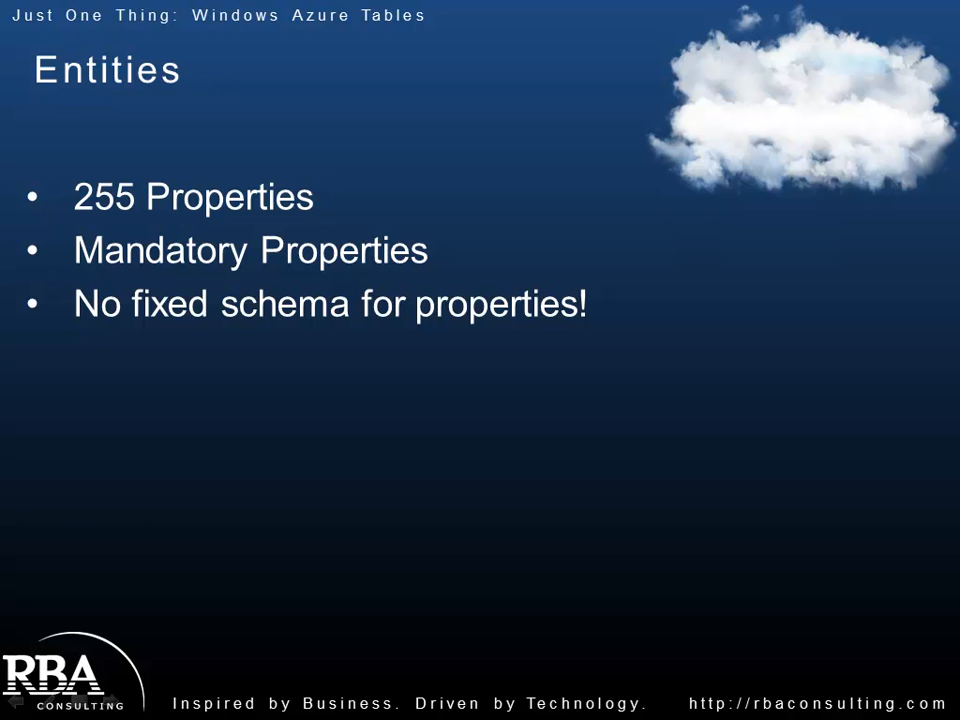 Just One Thing: Windows Azure Tables
Entities
• 255 Properties
• Mandatory Properties
• No fixed schema for properties!
RBA
CONSULTING
Inspired by Business. Driven by Technology. http://rbaconsulting.com